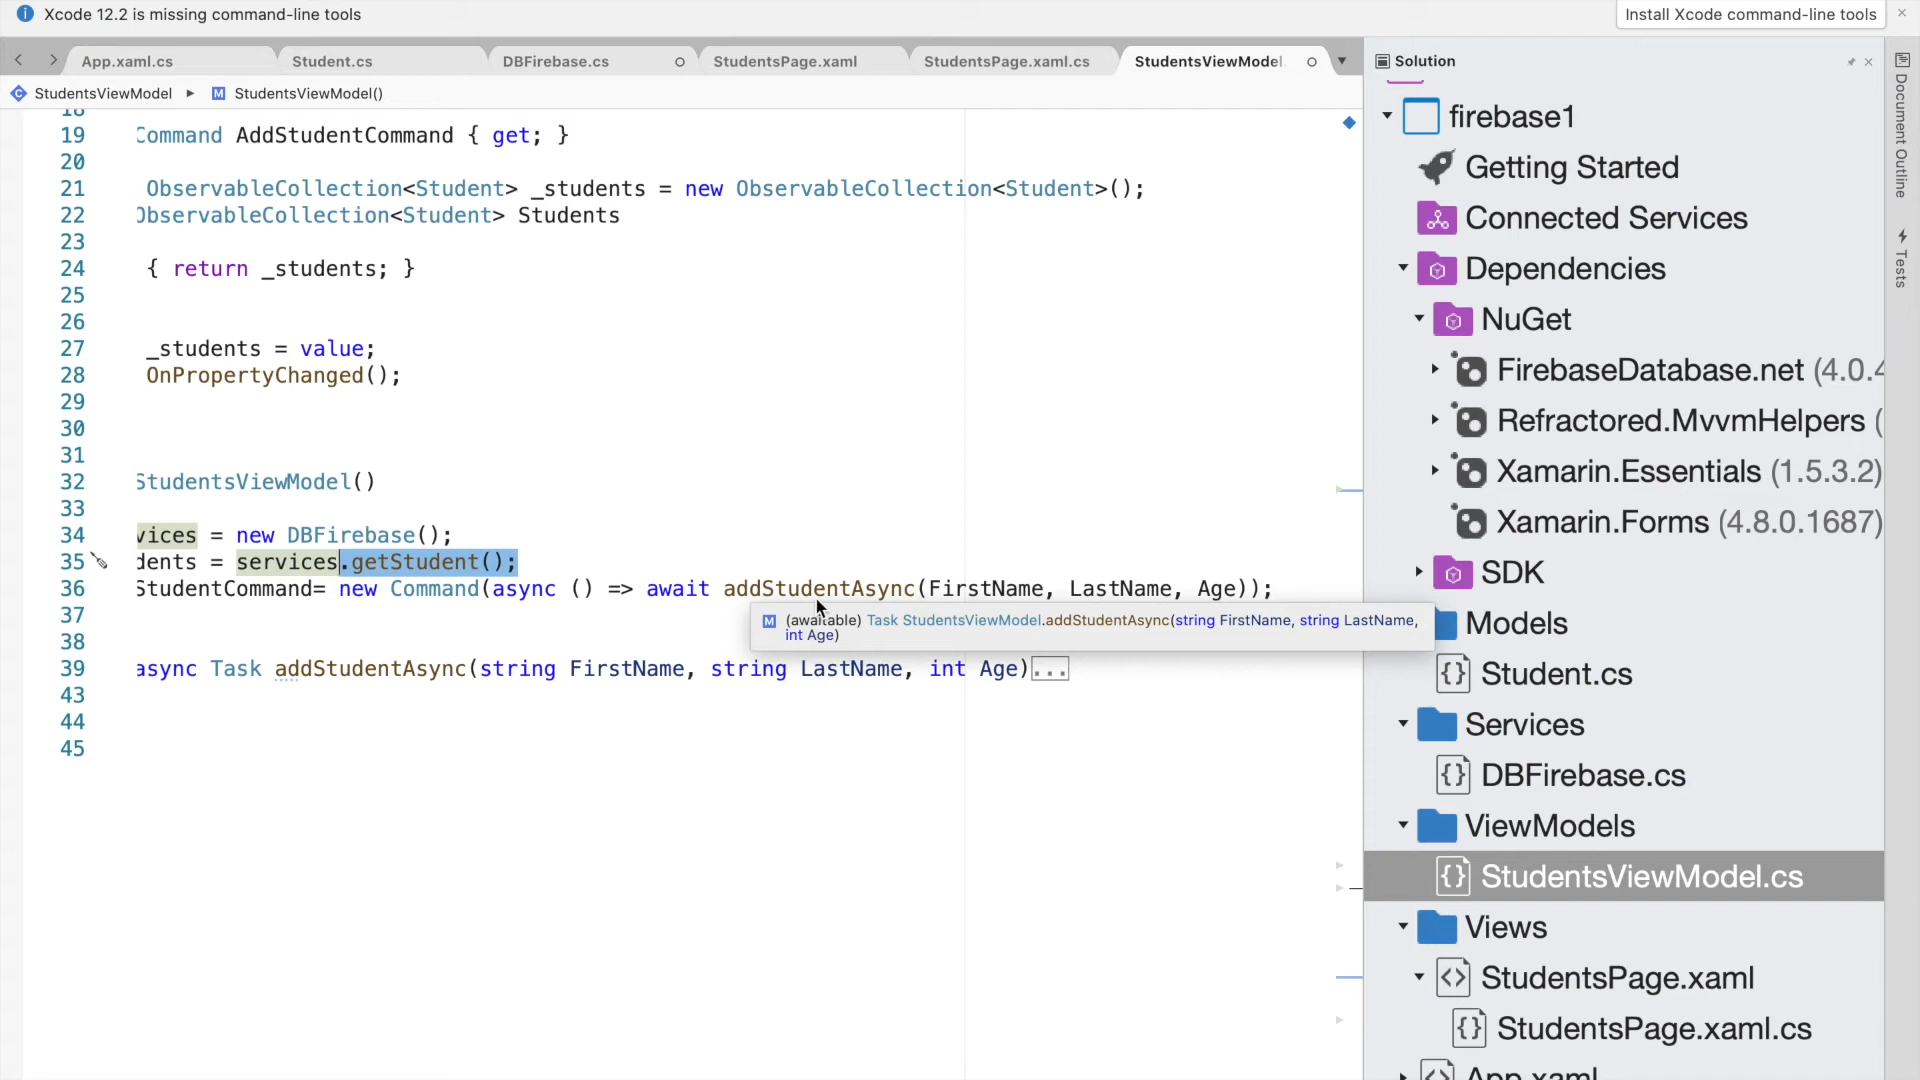 Xcode 12.2 is missing command-line tools
Install Xcode command-line tools
App.xaml.cs
Student.cs
DBFirebase.cs
StudentsPage.xaml
StudentsPage.xaml.cs
StudentsViewModel
StudentsViewModel
M StudentsViewModel()
18
19 Command AddStudentCommand { get; }
20
21 ObservableCollection<Student> _students = new ObservableCollection<Student>();
22 ObservableCollection<Student> Students
23
24 { return _students; }
25
26
27 _students = value;
28 OnPropertyChanged();
29
30
31
32 StudentsViewModel()
33
34 vices = new DBFirebase();
35 dents = services.getStudent();
36 StudentCommand= new Command(async () => await addStudentAsync(FirstName, LastName, Age));
37
38
39 async Task addStudentAsync(string FirstName, string LastName, int Age)...
43
44
45
M (awaitable) Task StudentsViewModel.addStudentAsync(string FirstName, string LastName,
int Age)
Solution
firebase1
Getting Started
Connected Services
Dependencies
NuGet
FirebaseDatabase.net (4.0.4
Refractored.MvvmHelpers (
Xamarin.Essentials (1.5.3.2)
Xamarin.Forms (4.8.0.1687)
SDK
Models
{} Student.cs
Services
{} DBFirebase.cs
ViewModels
{} StudentsViewModel.cs
Views
<> StudentsPage.xaml
{} StudentsPage.xaml.cs
App.xaml
Document Outline
Tests